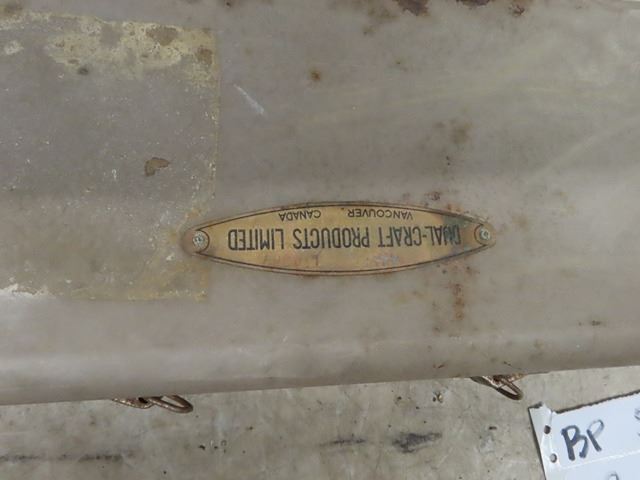 DUAL-CRAFT PRODUCTS LIMITED
VANCOUVER. CANADA
BP